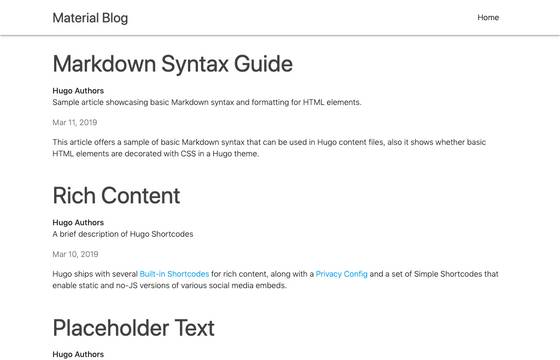 Material Blog
Home
Markdown Syntax Guide
Hugo Authors
Sample article showcasing basic Markdown syntax and formatting for HTML elements.
Mar 11, 2019
This article offers a sample of basic Markdown syntax that can be used in Hugo content files, also it shows whether basic
HTML elements are decorated with CSS in a Hugo theme.
Rich Content
Hugo Authors
A brief description of Hugo Shortcodes
Mar 10, 2019
Hugo ships with several Built-in Shortcodes for rich content, along with a Privacy Config and a set of Simple Shortcodes that
enable static and no-JS versions of various social media embeds.
Placeholder Text
Hugo Authors